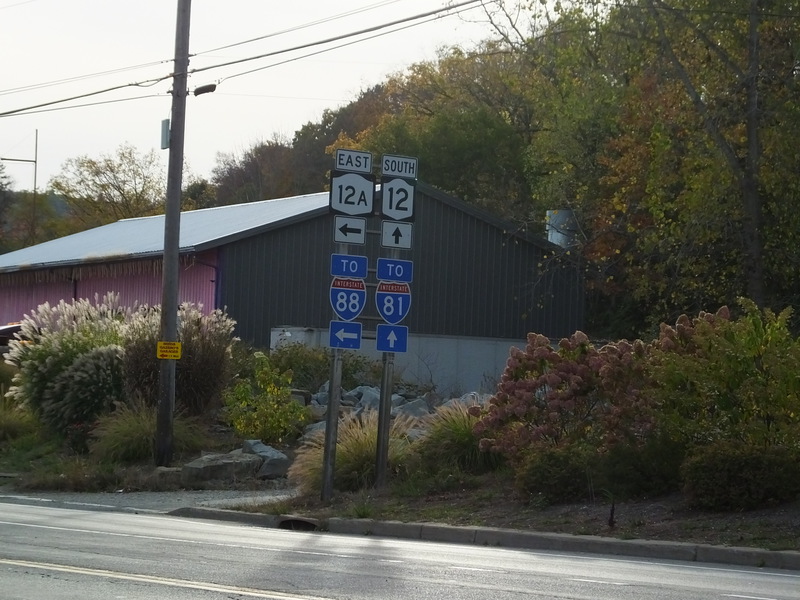 EAST
12A
TO
INTERSTATE
88
SOUTH
12
TO
INTERSTATE
81